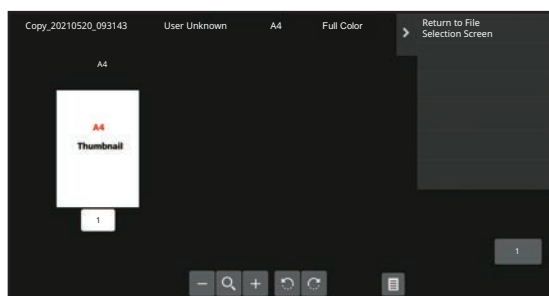 Copy_20210520_093143 User Unknown A4 Full Color
Return to File
Selection Screen
A4
A4
Thumbnail
1
1